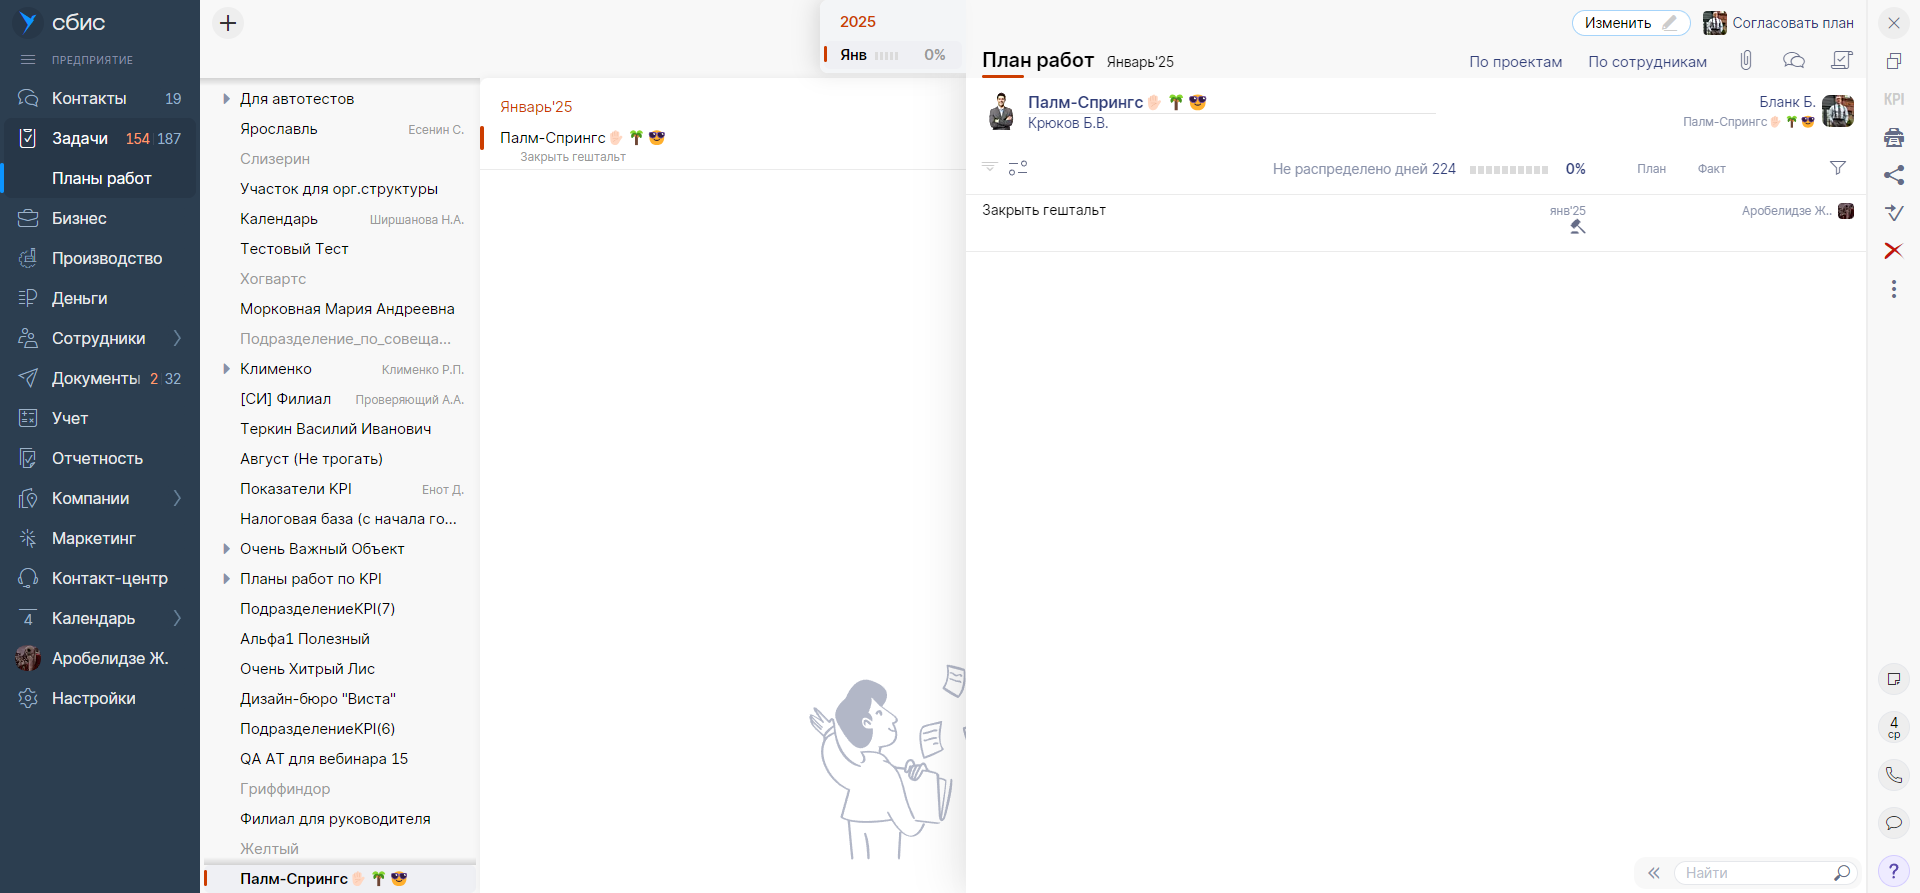 сбис
ПРЕДПРИЯТИЕ
Контакты 19
Задачи 154 187
Планы работ
Бизнес
Производство
Деньги
Сотрудники
Документы 2 32
Учет
Отчетность
Компании
Маркетинг
Контакт-центр
4 Календарь
Аробелидзе Ж.
Настройки
Для автотестов
Ярославль Есенин С.
Слизерин
Участок для орг.структуры
Календарь Ширшанова Н.А.
Тестовый Тест
Хогвартс
Морковная Мария Андреевна
Подразделение_по_совеща...
Клименко Клименко Р.П.
[СИ] Филиал Проверяющий А.А.
Теркин Василий Иванович
Август (Не трогать)
Показатели KPI Енот Д.
Налоговая база (с начала го...
Очень Важный Объект
Планы работ по KPI
ПодразделениеKPI(7)
Альфа1 Полезный
Очень Хитрый Лис
Дизайн-бюро "Виста"
ПодразделениеKPI(6)
QA АТ для вебинара 15
Гриффиндор
Филиал для руководителя
Желтый
Палм-Спрингс✋🏻🌴😎
2025
Янв 0%
Январь'25
Палм-Спрингс✋🏻🌴😎
Закрыть гештальт
Изменить
Согласовать план
План работ Январь'25
По проектам По сотрудникам
Палм-Спрингс✋🏻🌴😎
Крюков Б.В.
Бланк Б.
Палм-Спрингс✋🏻🌴😎
Не распределено дней 224 0% План Факт
Закрыть гештальт янв'25 Аробелидзе Ж..
KPI
4
ср
?
Найти